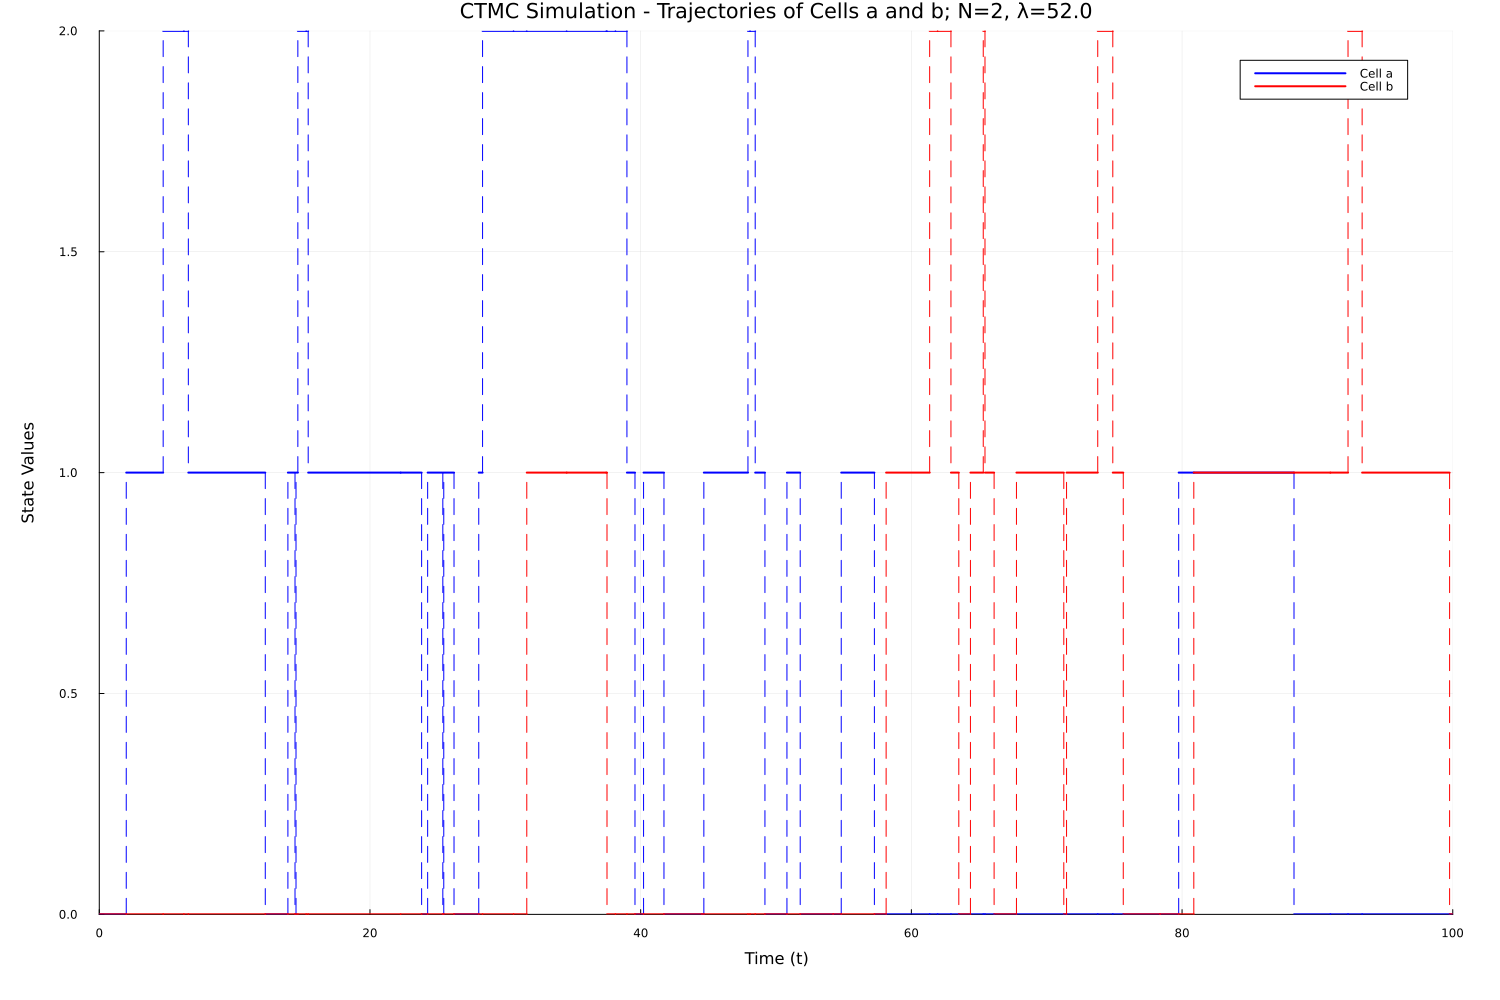 CTMC Simulation - Trajectories of Cells a and b; N=2, λ=52.0
2.0
Cell a
Cell b
1.5
1.0
State Values
0.5
0.0
0 20 40 60 80 100
Time (t)